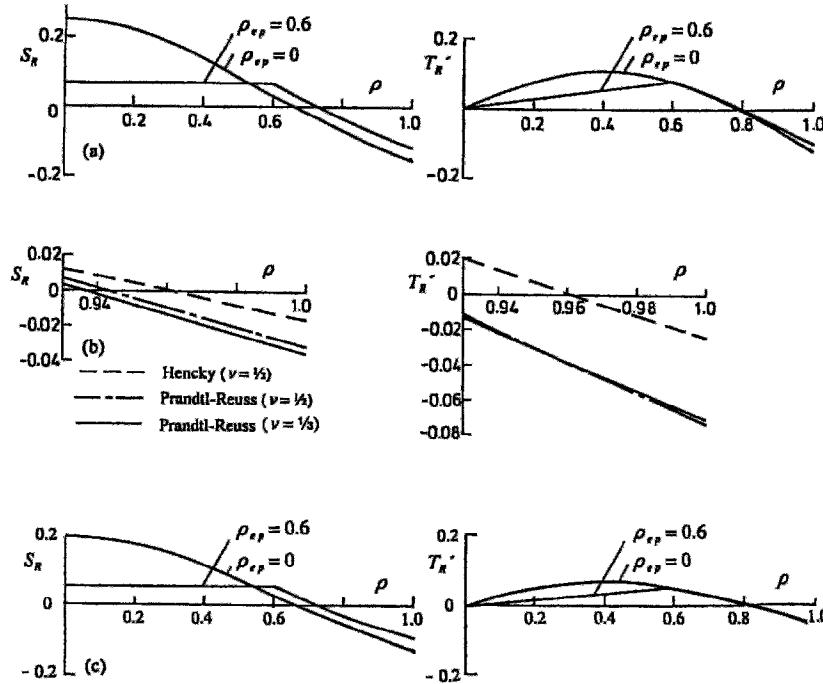 0.2
S_R
ρ_ep = 0.6
ρ_ep = 0
ρ
0
0.2 0.4 0.6 1.0
(a)
-0.2
0.2
T_R′
ρ_ep = 0.6
ρ_ep = 0
ρ
0
0.2 0.4 0.6 0.8 1.0
-0.2
0.02
S_R
ρ
0
0.94 1.0
-0.02
-0.04
(b)
Hencky (ν = ½)
Prandtl-Reuss (ν = ½)
Prandtl-Reuss (ν = ⅓)
0.02
T_R′
ρ
0
0.94 0.96 0.98 1.0
-0.02
-0.04
-0.06
-0.08
0.2
S_R
ρ_ep = 0.6
ρ_ep = 0
ρ
0
0.2 0.4 0.6 0.8 1.0
-0.2
(c)
0.2
T_R′
ρ_ep = 0.6
ρ_ep = 0
ρ
0
0.2 0.4 0.6 0.8 1.0
-0.2